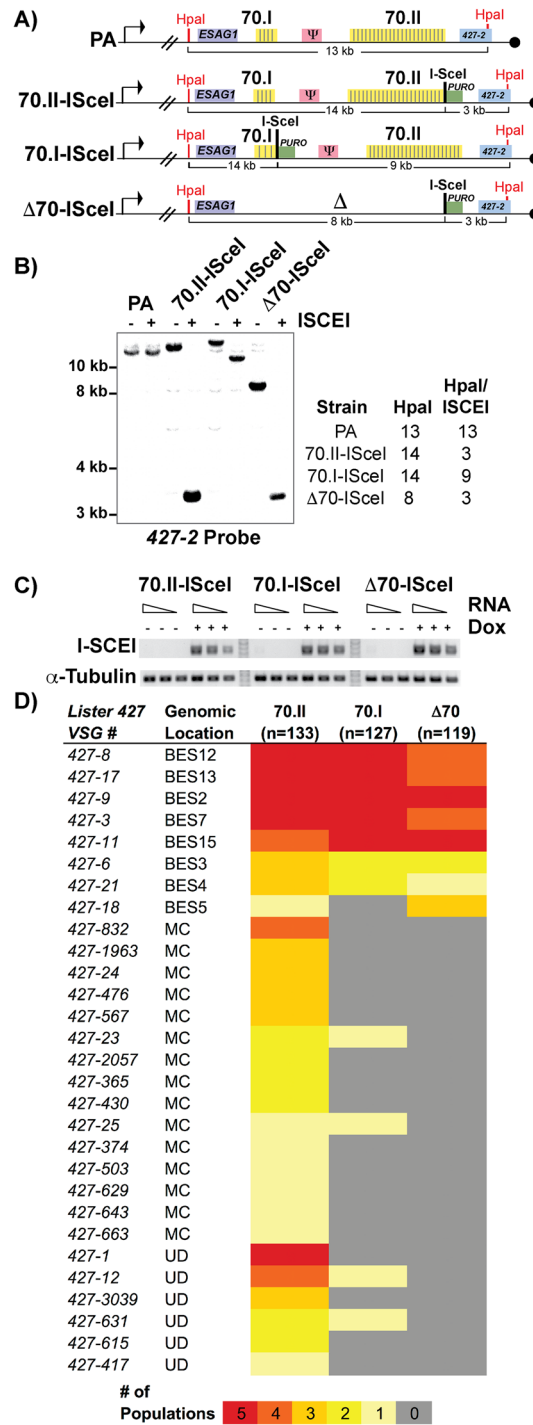 A)
HpaI 70.I 70.II HpaI
PA ESAG1 Ψ 427-2
13 kb
I-SceI
HpaI 70.I 70.II PURO HpaI
70.II-ISceI ESAG1 Ψ 427-2
14 kb 3 kb
I-SceI
HpaI 70.I PURO 70.II HpaI
70.I-ISceI ESAG1 Ψ 427-2
14 kb 9 kb
I-SceI
HpaI Δ PURO HpaI
Δ70-ISceI ESAG1 427-2
8 kb 3 kb
B)
PA 70.II-ISceI 70.I-ISceI Δ70-ISceI
- + - + - + - + ISCEI
10 kb
8 kb
4 kb
3 kb
427-2 Probe
Strain HpaI HpaI/ISCEI
PA 13 13
70.II-ISceI 14 3
70.I-ISceI 14 9
Δ70-ISceI 8 3
C)
70.II-ISceI 70.I-ISceI Δ70-ISceI
RNA
- - - + + + - - - + + + - - - + + + Dox
I-SCEI
α-Tubulin
D)
Lister 427 Genomic 70.II 70.I Δ70
VSG # Location (n=133) (n=127) (n=119)
427-8 BES12
427-17 BES13
427-9 BES2
427-3 BES7
427-11 BES15
427-6 BES3
427-21 BES4
427-18 BES5
427-832 MC
427-1963 MC
427-24 MC
427-476 MC
427-567 MC
427-23 MC
427-2057 MC
427-365 MC
427-430 MC
427-25 MC
427-374 MC
427-503 MC
427-629 MC
427-643 MC
427-663 MC
427-1 UD
427-12 UD
427-3039 UD
427-631 UD
427-615 UD
427-417 UD
# of
Populations 5 4 3 2 1 0